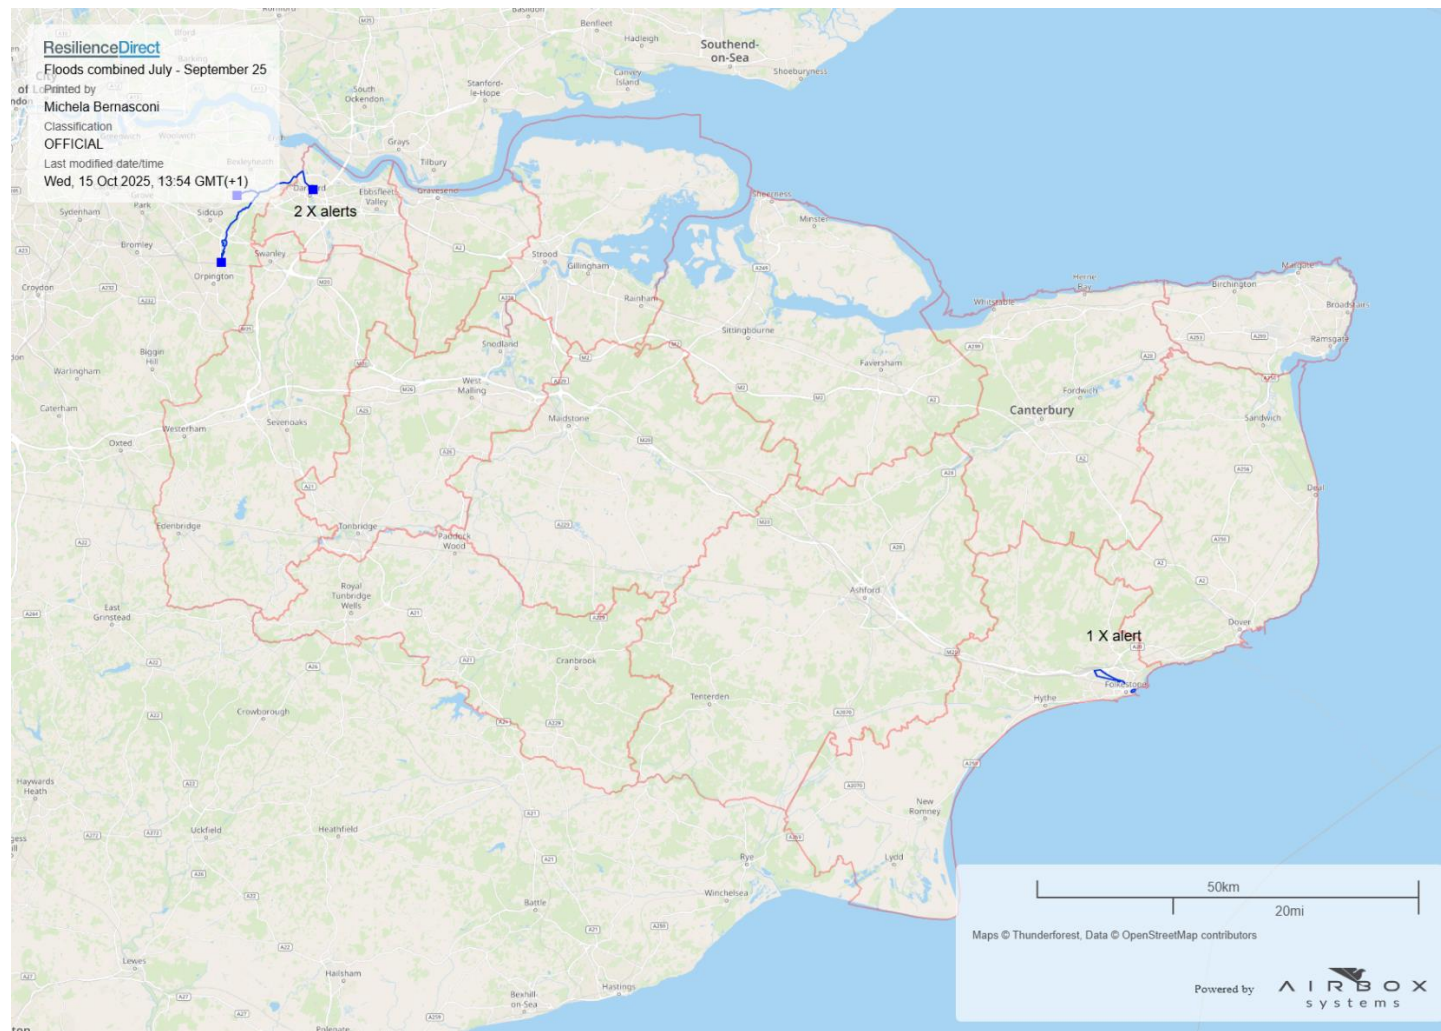 ResilienceDirect
Floods combined July - September 25
Printed by
Michela Bernasconi
Classification
OFFICIAL
Last modified date/time
Wed, 15 Oct 2025, 13:54 GMT(+1)
Benfleet
Hadleigh
Southend-
on-Sea
Shoeburyness
Canvey
Island
Stanford-
le-Hope
South
Ockendon
Grays
Tilbury
Bexleyheath
Ebbsfleet
Valley
Gravesend
2 X alerts
Sidcup
Sydenham
Bromley
Swanley
Orpington
Croydon
Strood
Gillingham
Rainham
Sheerness
Minster
Sittingbourne
Faversham
Whitstable
Herne
Bay
Birchington
Margate
Broadstairs
Ramsgate
Biggin
Hill
Warlingham
Caterham
Oxted
Westerham
Sevenoaks
Snodland
West
Malling
Maidstone
Fordwich
Canterbury
Sandwich
Deal
Edenbridge
Tonbridge
Paddock
Wood
Royal
Tunbridge
Wells
East
Grinstead
Ashford
Dover
1 X alert
Folkestone
Hythe
Cranbrook
Tenterden
Crowborough
Haywards
Heath
Uckfield
Heathfield
New
Romney
Lydd
Rye
Winchelsea
Battle
Lewes
Hailsham
Hastings
Bexhill-
on-Sea
50km
20mi
Maps © Thunderforest, Data © OpenStreetMap contributors
Powered by
AIRBOX
systems